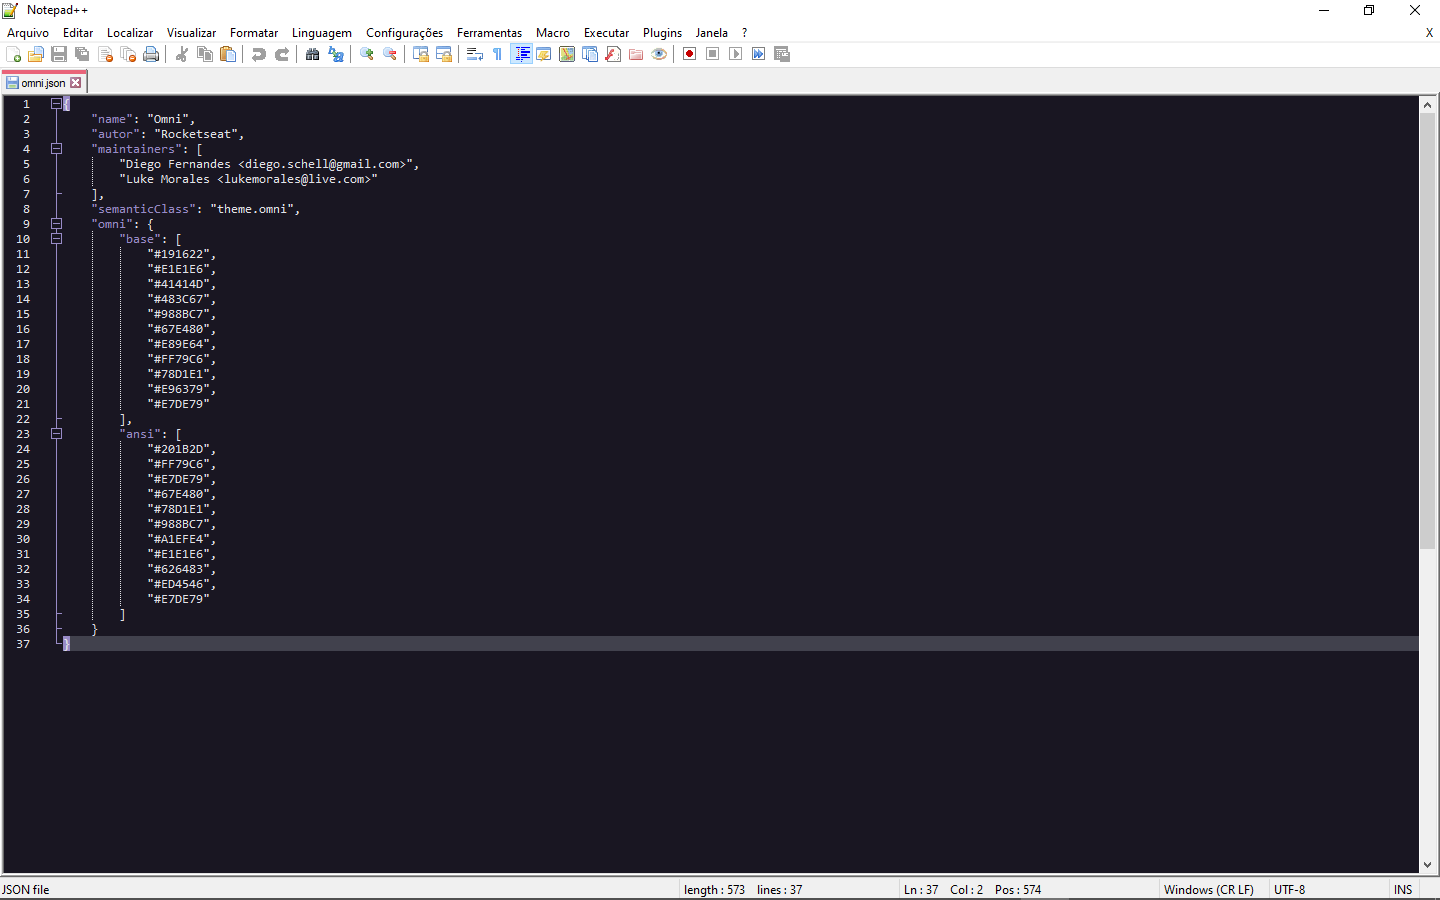 Notepad++
Arquivo Editar Localizar Visualizar Formatar Linguagem Configurações Ferramentas Macro Executar Plugins Janela ? X
omni.json
1 {
2 "name": "Omni",
3 "autor": "Rocketseat",
4 "maintainers": [
5 "Diego Fernandes <diego.schell@gmail.com>",
6 "Luke Morales <lukemorales@live.com>"
7 ],
8 "semanticClass": "theme.omni",
9 "omni": {
10 "base": [
11 "#191622",
12 "#E1E1E6",
13 "#41414D",
14 "#483C67",
15 "#988BC7",
16 "#67E480",
17 "#E89E64",
18 "#FF79C6",
19 "#78D1E1",
20 "#E96379",
21 "#E7DE79"
22 ],
23 "ansi": [
24 "#201B2D",
25 "#FF79C6",
26 "#E7DE79",
27 "#67E480",
28 "#78D1E1",
29 "#988BC7",
30 "#A1EFE4",
31 "#E1E1E6",
32 "#626483",
33 "#ED4546",
34 "#E7DE79"
35 ]
36 }
37 }
JSON file length : 573 lines : 37 Ln : 37 Col : 2 Pos : 574 Windows (CR LF) UTF-8 INS